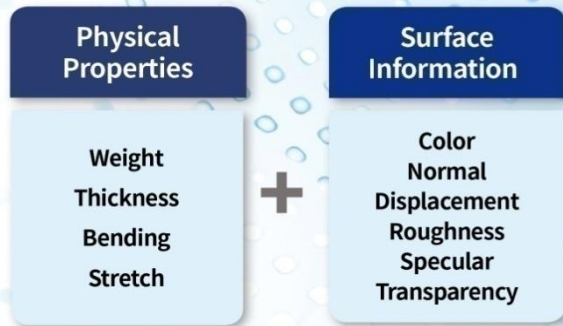 Physical
Properties
Weight
Thickness
Bending
Stretch
+
Surface
Information
Color
Normal
Displacement
Roughness
Specular
Transparency